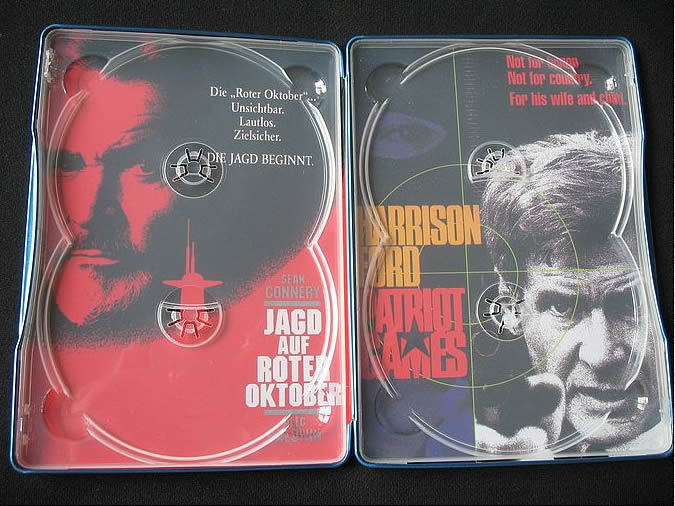 Die „Roter Oktober“...
Unsichtbar.
Lautlos.
Zielsicher.
DIE JAGD BEGINNT.
SEAN
CONNERY
JAGD
AUF
ROTER
OKTOBER
Not for
Not for country.
For his wife and child.
HARRISON
FORD
PATRIOT
GAMES